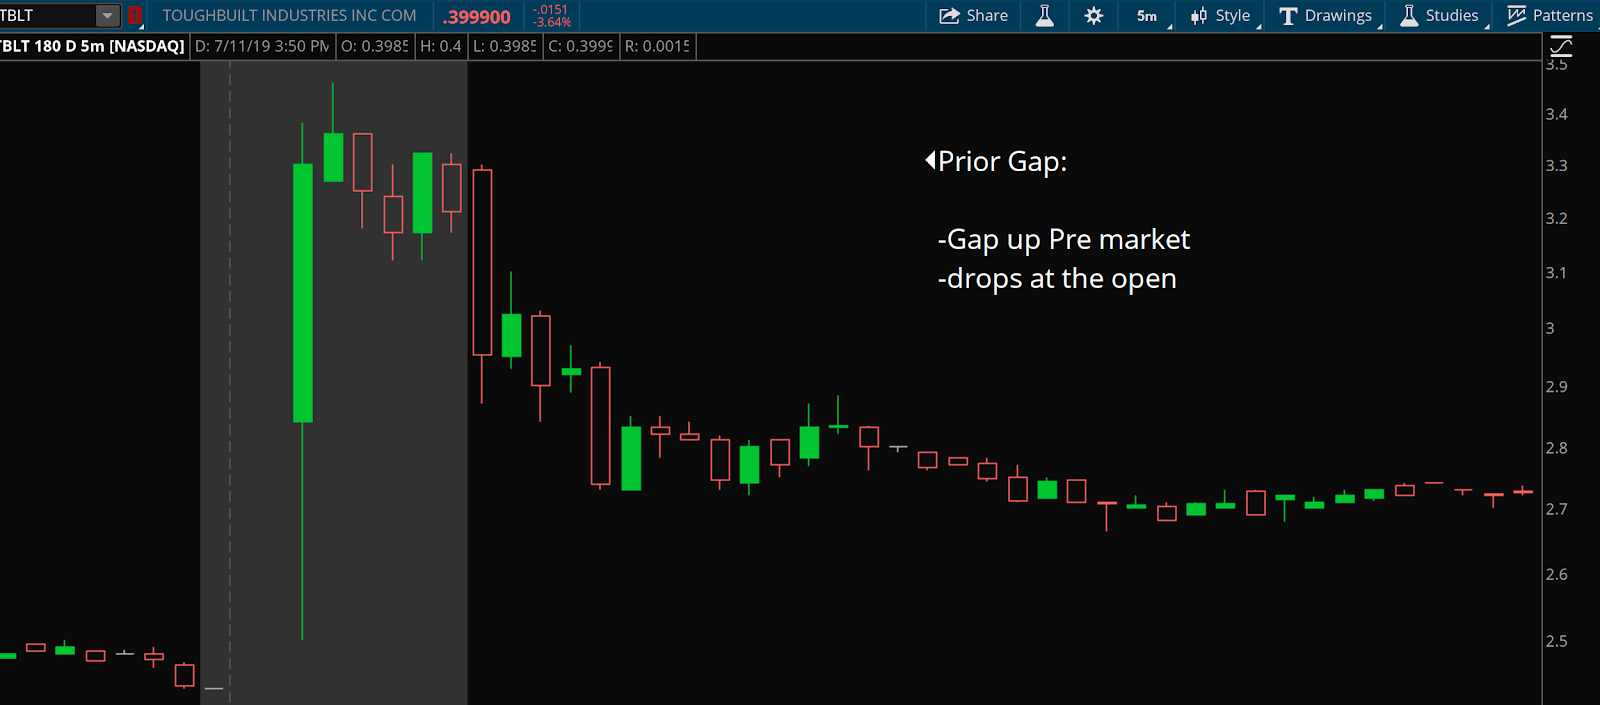 TBLT 1 TOUGHBUILT INDUSTRIES INC COM .399900 -.0151 -3.64% Share 5m Style Drawings Studies Patterns
TBLT 180 D 5m [NASDAQ] D: 7/11/19 3:50 PM O: 0.3985 H: 0.4 L: 0.3985 C: 0.3999 R: 0.0015
3.5
3.4
Prior Gap:
3.3
-Gap up Pre market
3.2
-drops at the open
3.1
3
2.9
2.8
2.7
2.6
2.5